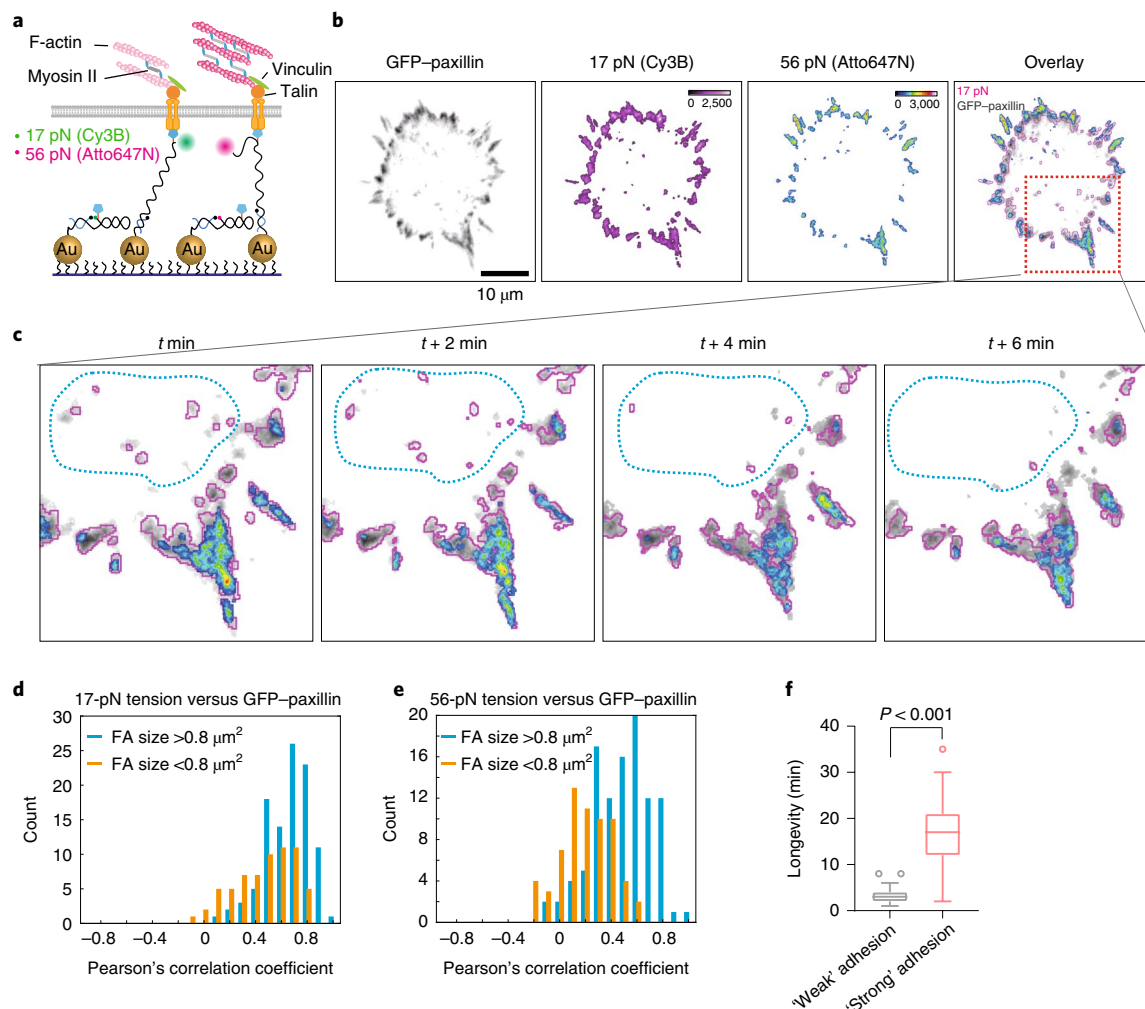 a
F-actin
Myosin II
Vinculin
Talin
• 17 pN (Cy3B)
• 56 pN (Atto647N)
Au Au Au Au
b
GFP–paxillin
17 pN (Cy3B)
56 pN (Atto647N)
Overlay
0 2,500
0 3,000
17 pN
GFP–paxillin
10 μm
c
t min
t + 2 min
t + 4 min
t + 6 min
d
17-pN tension versus GFP–paxillin
FA size >0.8 μm²
FA size <0.8 μm²
30
25
20
15
10
5
0
Count
−0.8 −0.4 0 0.4 0.8
Pearson's correlation coefficient
e
56-pN tension versus GFP–paxillin
FA size >0.8 μm²
FA size <0.8 μm²
20
16
12
8
4
0
Count
−0.8 −0.4 0 0.4 0.8
Pearson's correlation coefficient
f
P < 0.001
40
30
20
10
0
Longevity (min)
'Weak' adhesion
'Strong' adhesion